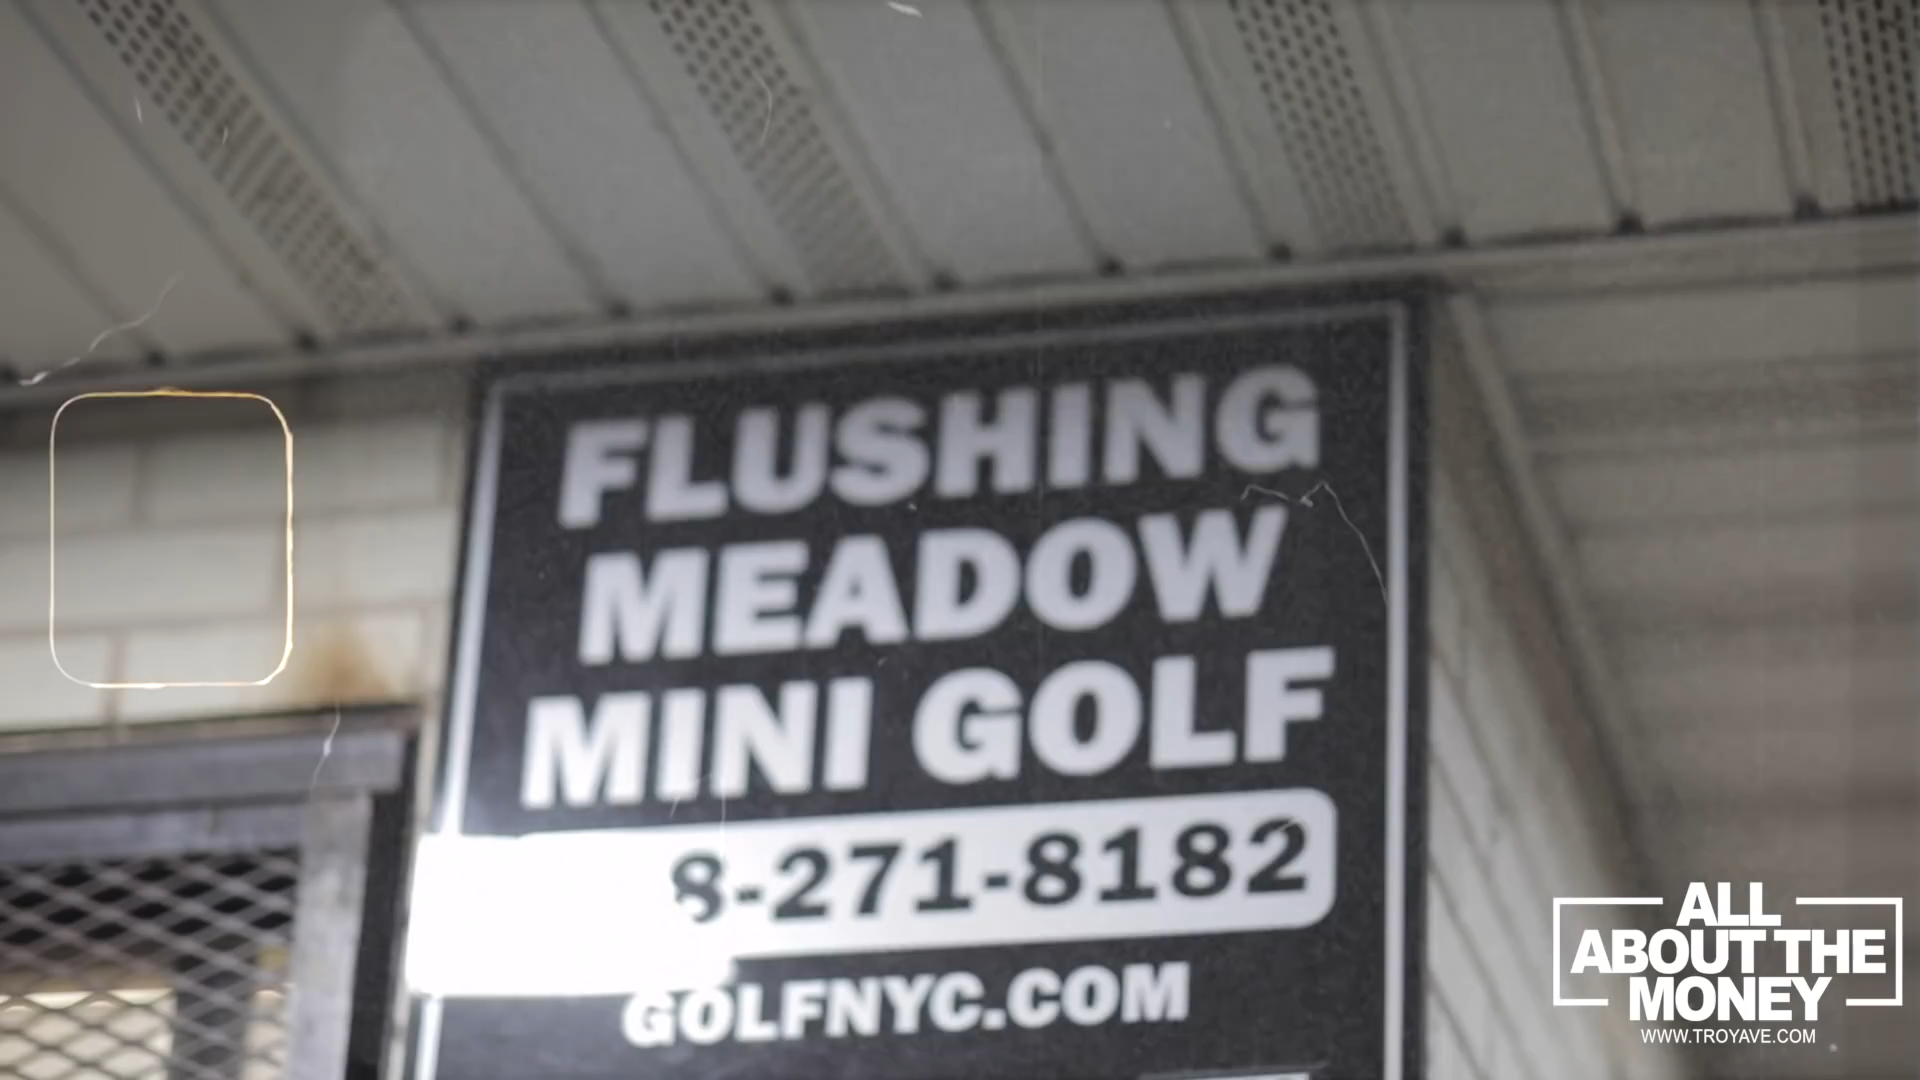 FLUSHING
MEADOW
MINI GOLF
8-271-8182
GOLFNYC.COM
ALL
ABOUT THE
MONEY
WWW.TROYAVE.COM